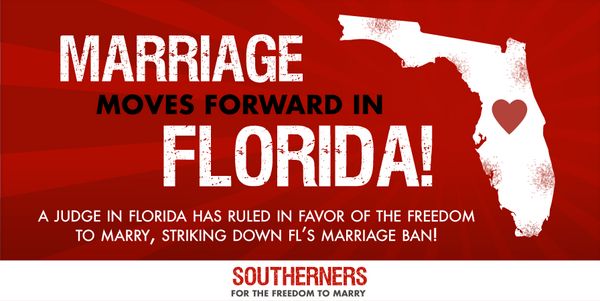 MARRIAGE
MOVES FORWARD IN
FLORIDA!
A JUDGE IN FLORIDA HAS RULED IN FAVOR OF THE FREEDOM
TO MARRY, STRIKING DOWN FL'S MARRIAGE BAN!
SOUTHERNERS
FOR THE FREEDOM TO MARRY